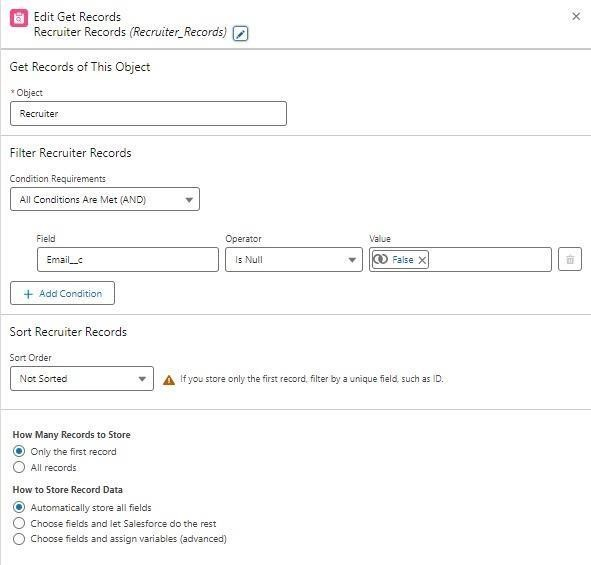 Edit Get Records
Recruiter Records (Recruiter_Records)
Get Records of This Object
* Object
Recruiter
Filter Recruiter Records
Condition Requirements
All Conditions Are Met (AND)
Field Operator Value
Email__c Is Null False
+ Add Condition
Sort Recruiter Records
Sort Order
Not Sorted If you store only the first record, filter by a unique field, such as ID.
How Many Records to Store
Only the first record
All records
How to Store Record Data
Automatically store all fields
Choose fields and let Salesforce do the rest
Choose fields and assign variables (advanced)